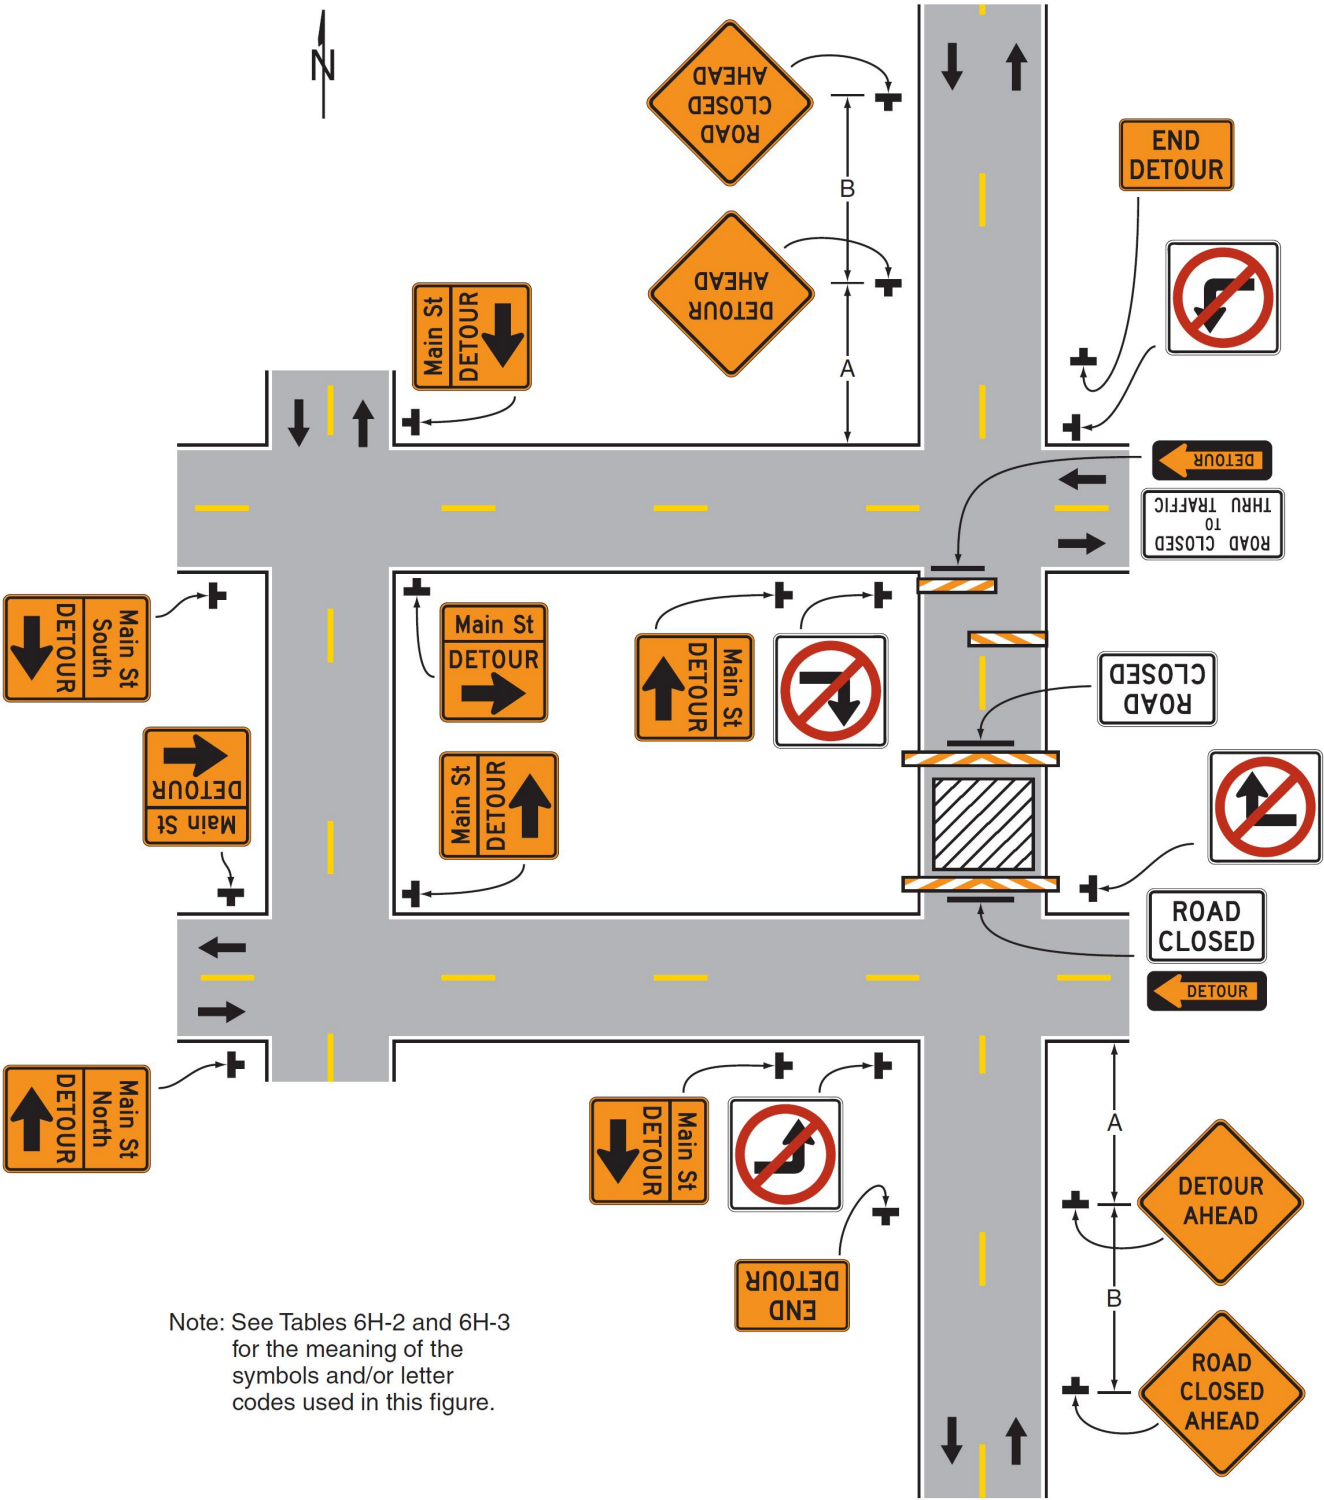 N
ROAD
CLOSED
AHEAD
B
DETOUR
AHEAD
A
END
DETOUR
Main St
DETOUR
DETOUR
ROAD CLOSED
TO
THRU TRAFFIC
Main St
South
DETOUR
Main St
DETOUR
Main St
DETOUR
ROAD
CLOSED
Main St
DETOUR
Main St
DETOUR
ROAD
CLOSED
DETOUR
Main St
North
DETOUR
Main St
DETOUR
A
DETOUR
AHEAD
END
DETOUR
B
ROAD
CLOSED
AHEAD
Note: See Tables 6H-2 and 6H-3
for the meaning of the
symbols and/or letter
codes used in this figure.